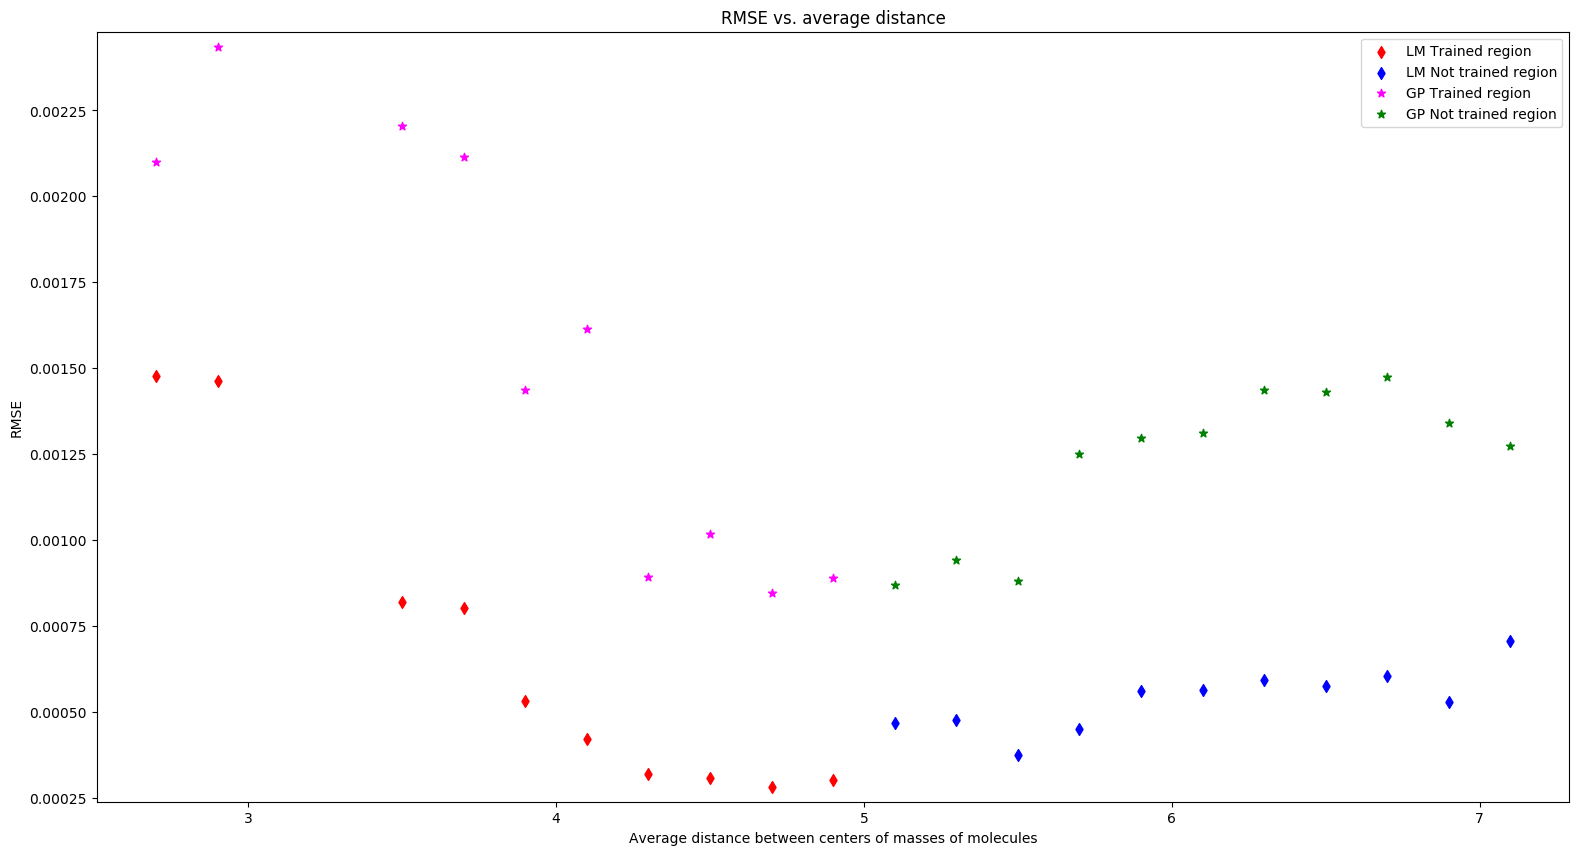 RMSE vs. average distance
LM Trained region
LM Not trained region
GP Trained region
GP Not trained region
0.00225
0.00200
0.00175
0.00150
0.00125
0.00100
0.00075
0.00050
0.00025
RMSE
3 4 5 6 7
Average distance between centers of masses of molecules